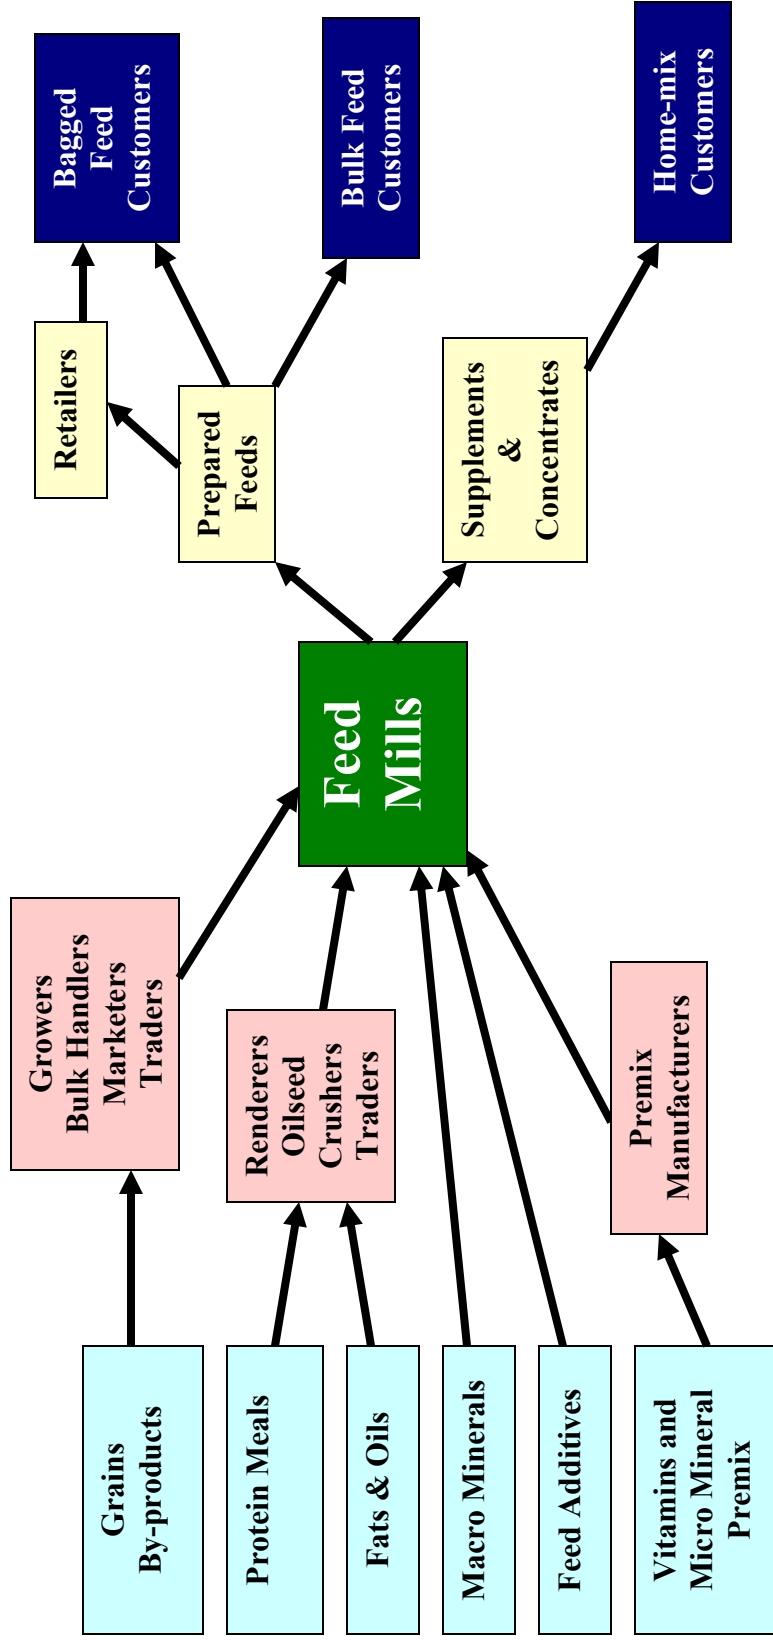 Grains
By-products
Protein Meals
Fats & Oils
Macro Minerals
Feed Additives
Vitamins and
Micro Mineral
Premix
Growers
Bulk Handlers
Marketers
Traders
Renderers
Oilseed
Crushers
Traders
Premix
Manufacturers
Feed
Mills
Retailers
Prepared
Feeds
Supplements
&
Concentrates
Bagged
Feed
Customers
Bulk Feed
Customers
Home-mix
Customers